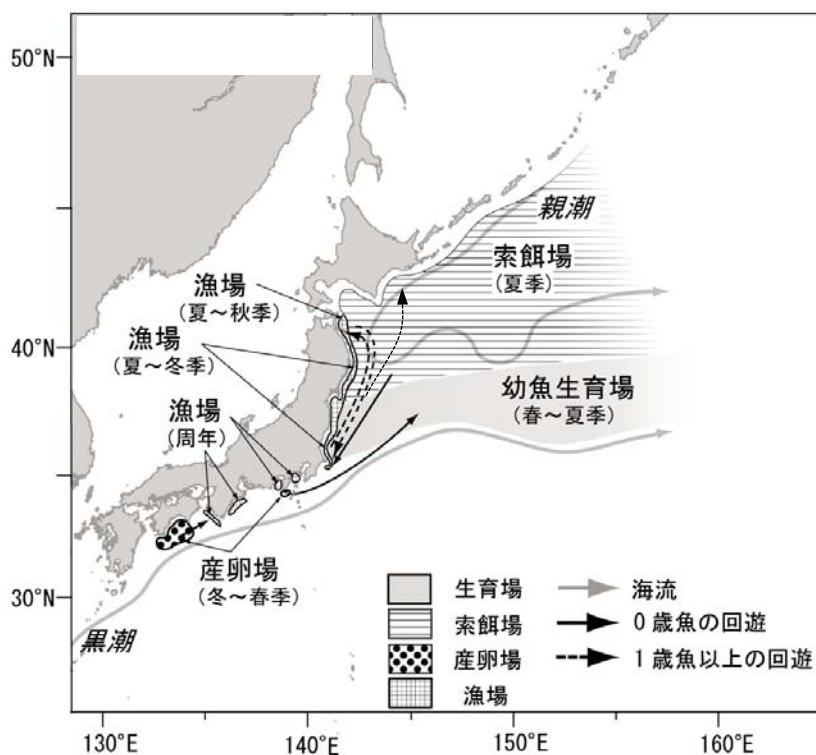 50°N
親潮
索餌場
(夏季)
漁場
(夏〜秋季)
漁場
(夏〜冬季)
40°N
幼魚生育場
(春〜夏季)
漁場
(周年)
産卵場
(冬〜春季)
30°N
黒潮
生育場
海流
索餌場
0歳魚の回遊
産卵場
1歳魚以上の回遊
漁場
130°E
140°E
150°E
160°E